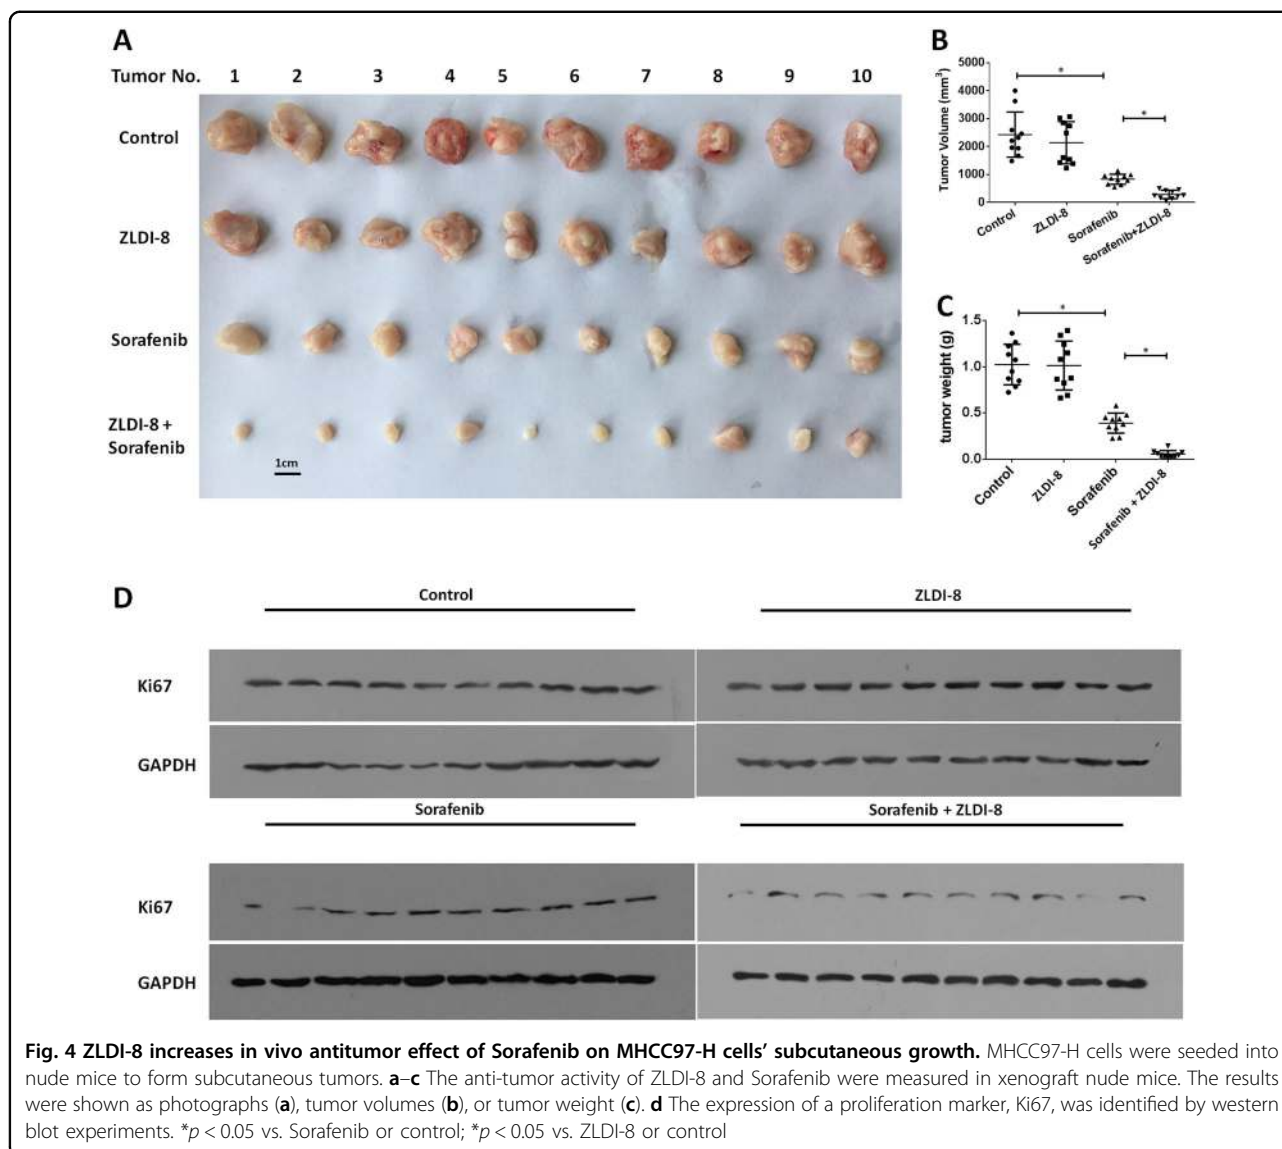 A
Tumor No. 1 2 3 4 5 6 7 8 9 10
Control
ZLDI-8
Sorafenib
ZLDI-8 +
Sorafenib
1cm
B
Tumor Volume (mm³)
5000
4000
3000
2000
1000
0
*
*
Control
ZLDI-8
Sorafenib
Sorafenib+ZLDI-8
C
tumor weight (g)
1.5
1.0
0.5
0.0
*
*
Control
ZLDI-8
Sorafenib
Sorafenib + ZLDI-8
D
Control
ZLDI-8
Ki67
GAPDH
Sorafenib
Sorafenib + ZLDI-8
Ki67
GAPDH
Fig. 4 ZLDI-8 increases in vivo antitumor effect of Sorafenib on MHCC97-H cells’ subcutaneous growth. MHCC97-H cells were seeded into
nude mice to form subcutaneous tumors. a–c The anti-tumor activity of ZLDI-8 and Sorafenib were measured in xenograft nude mice. The results
were shown as photographs (a), tumor volumes (b), or tumor weight (c). d The expression of a proliferation marker, Ki67, was identified by western
blot experiments. *p < 0.05 vs. Sorafenib or control; *p < 0.05 vs. ZLDI-8 or control